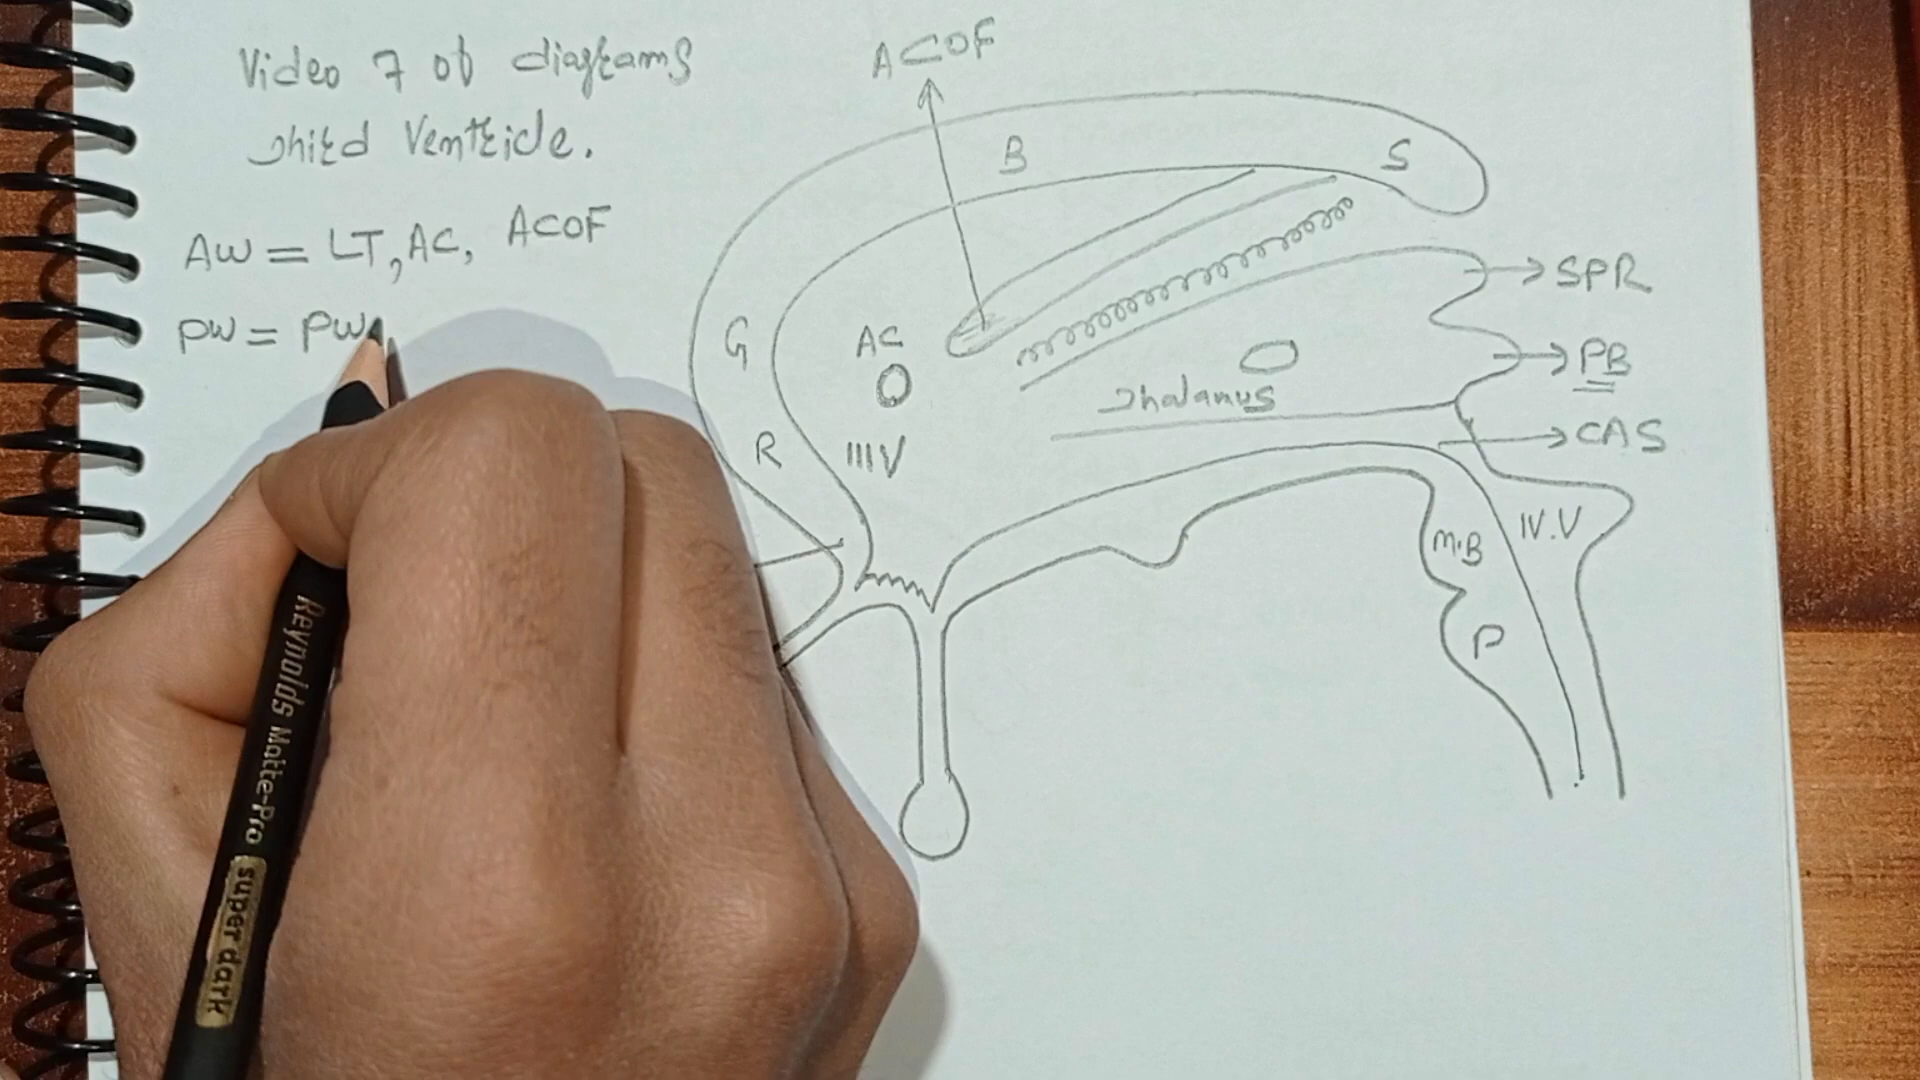 Video 7 of diagrams
Third Ventricle.
AW = LT, AC, ACOF
PW = PW
ACOF
B
S
G
R
AC
IIIV
Thalamus
SPR
PB
CAS
M.B
IV.V
P
Reynolds Matte-Pro super dark